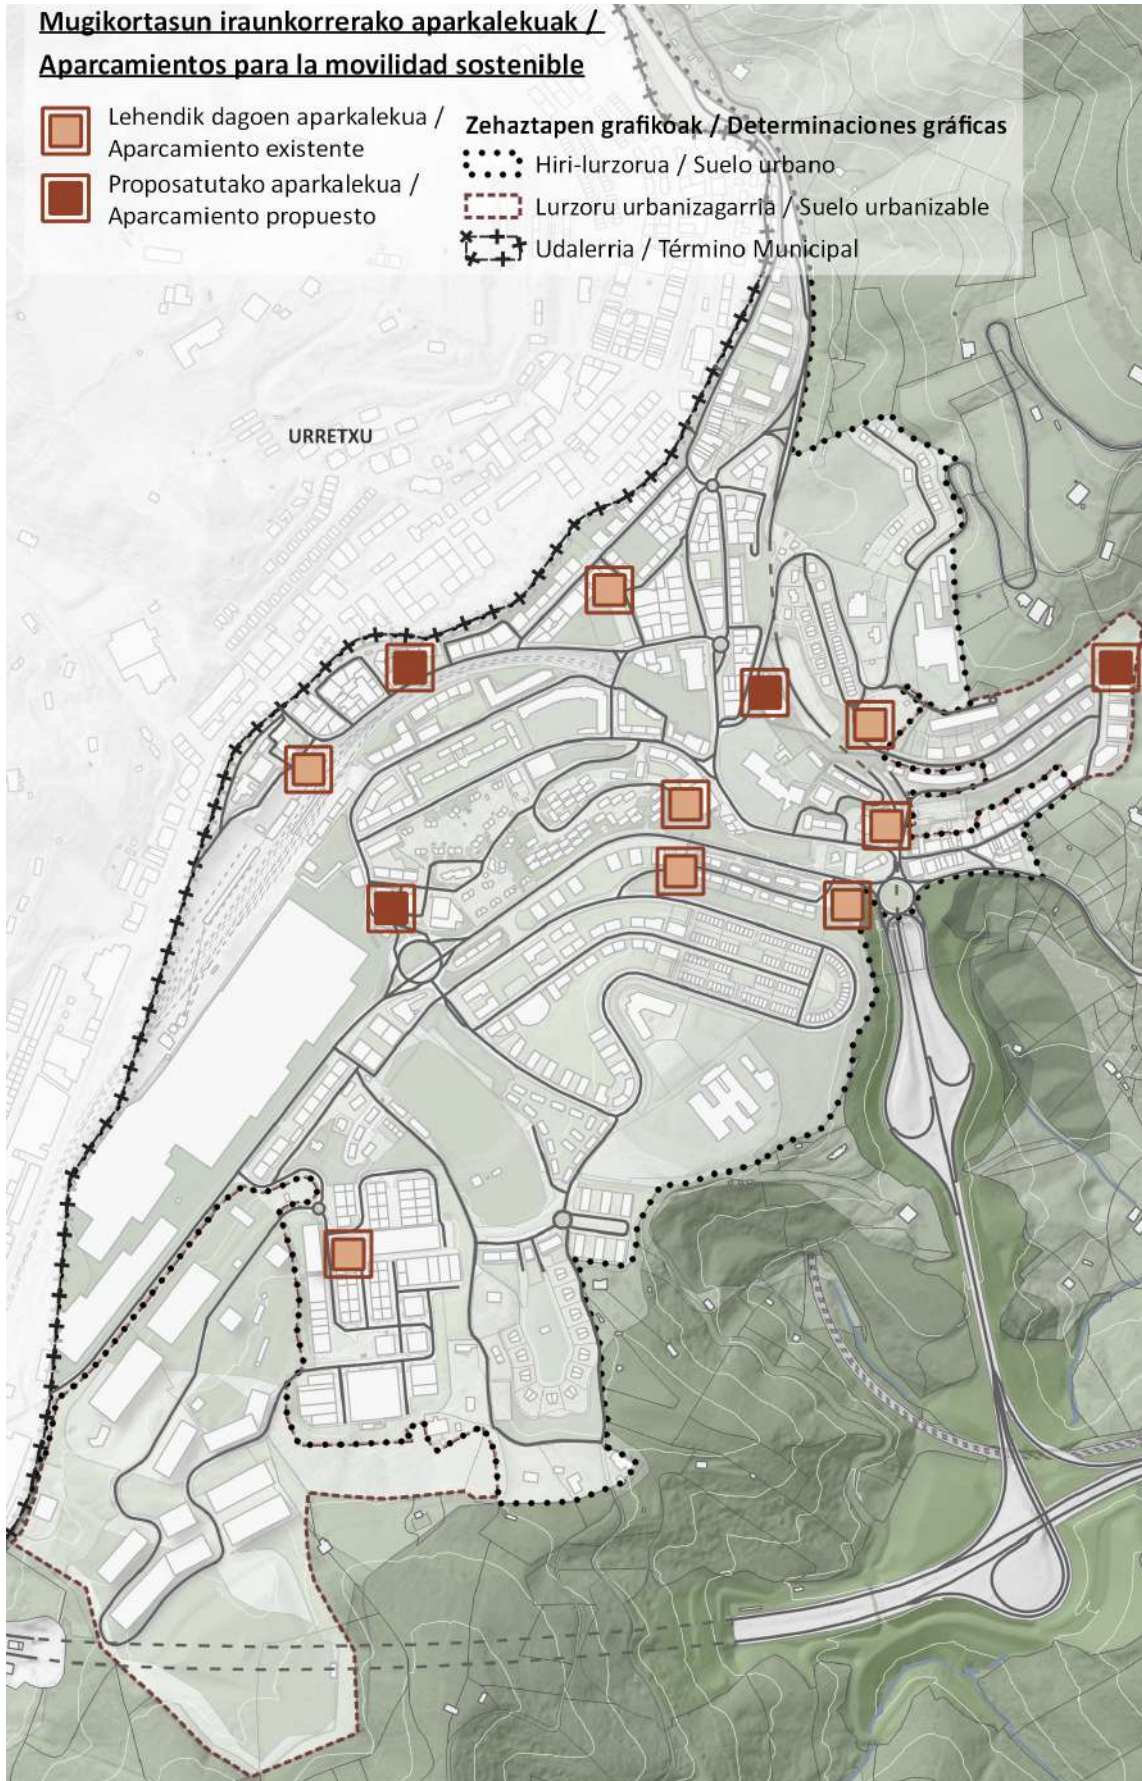 Mugikortasun iraunkorrerako aparkalekuak /
Aparcamientos para la movilidad sostenible
Lehendik dagoen aparkalekua /
Aparcamiento existente
Proposatutako aparkalekua /
Aparcamiento propuesto
Zehaztapen grafikoak / Determinaciones gráficas
Hiri-lurzorua / Suelo urbano
Lurzoru urbanizagarria / Suelo urbanizable
Udalerria / Término Municipal
URRETXU